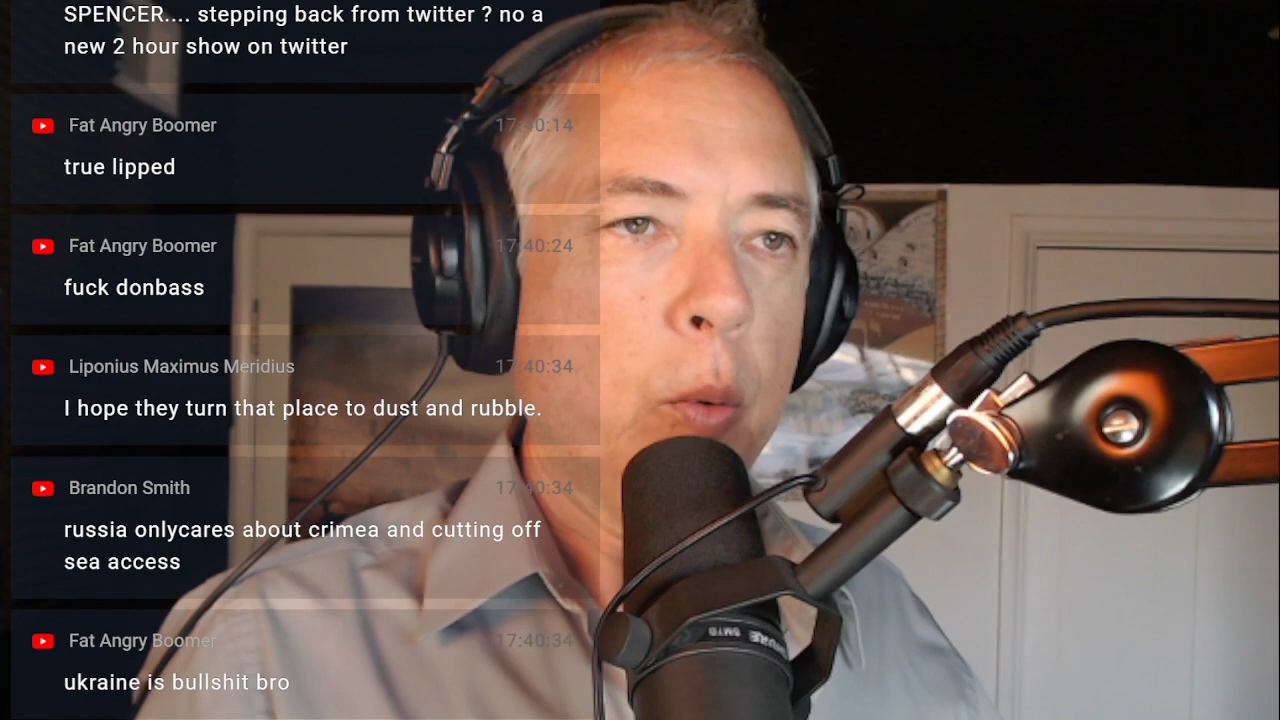 SPENCER.... stepping back from twitter ? no a
new 2 hour show on twitter
Fat Angry Boomer 17:40:14
true lipped
Fat Angry Boomer 17:40:24
fuck donbass
Liponius Maximus Meridius 17:40:34
I hope they turn that place to dust and rubble.
Brandon Smith 17:40:34
russia onlycares about crimea and cutting off
sea access
Fat Angry Boomer 17:40:34
ukraine is bullshit bro
SM7B